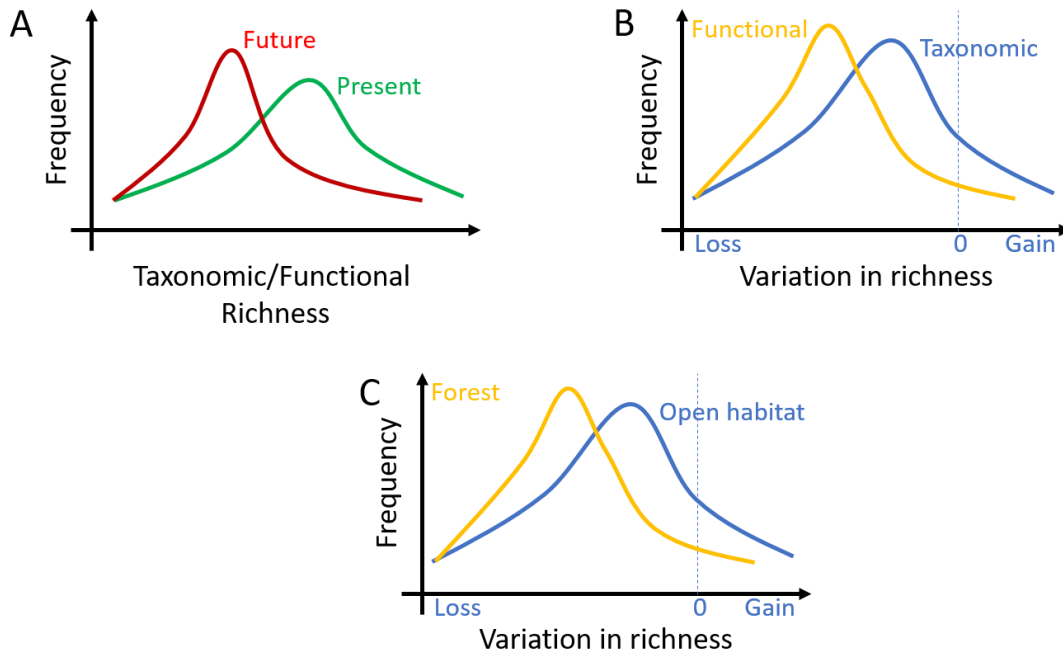 A
Frequency
Future
Present
Taxonomic/Functional
Richness
B
Frequency
Functional
Taxonomic
Loss
0
Gain
Variation in richness
C
Frequency
Forest
Open habitat
Loss
0
Gain
Variation in richness